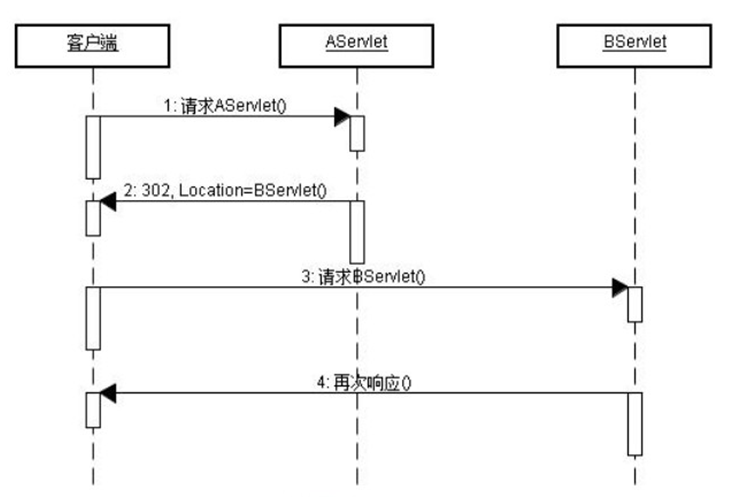 客户端
AServlet
BServlet
1: 请求AServlet()
2: 302, Location=BServlet()
3: 请求BServlet()
4: 再次响应()